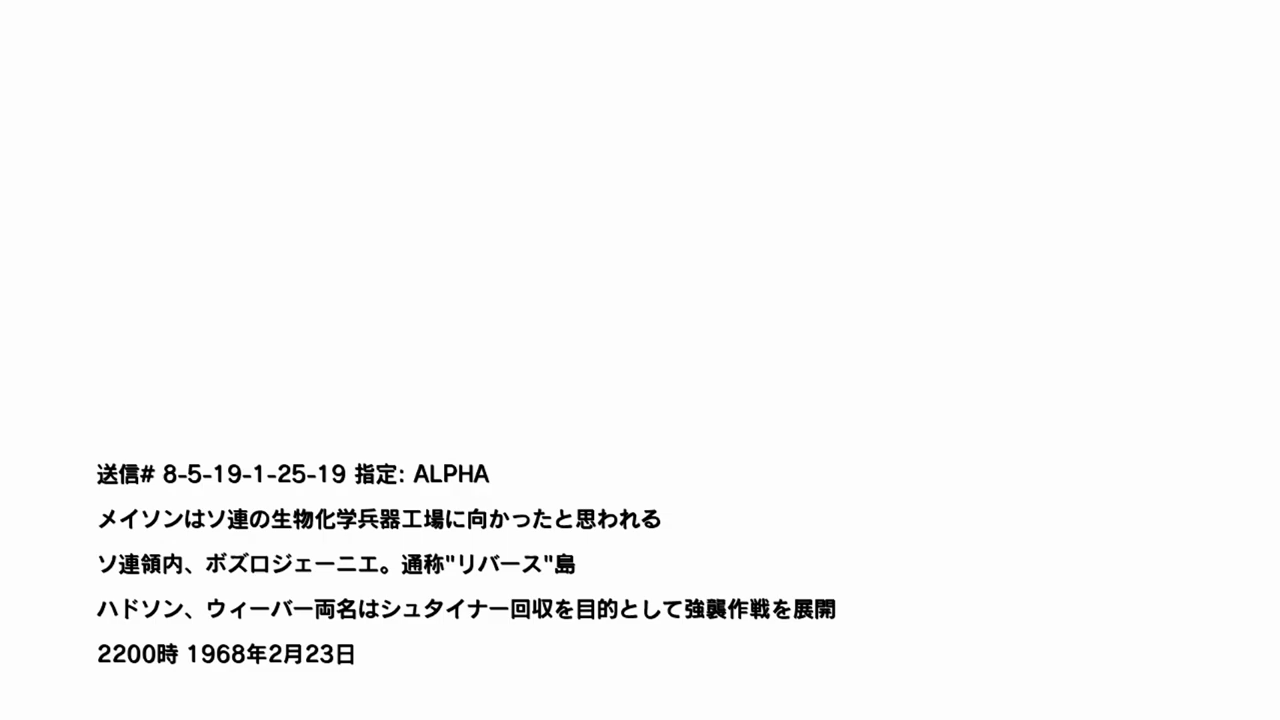 送信# 8-5-19-1-25-19 指定: ALPHA
メイソンはソ連の生物化学兵器工場に向かったと思われる
ソ連領内、ボズロジェーニエ。通称"リバース"島
ハドソン、ウィーバー両名はシュタイナー回収を目的として強襲作戦を展開
2200時 1968年2月23日